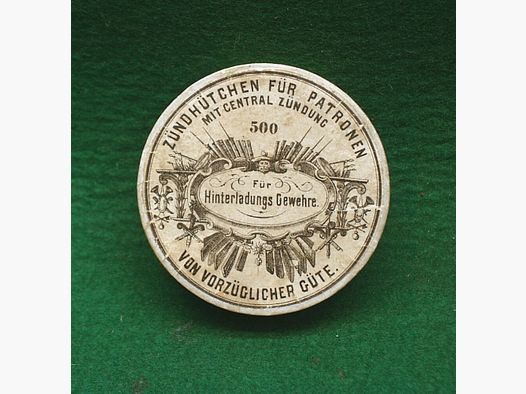 ZÜNDHÜTCHEN FÜR PATRONEN
MIT CENTRAL ZÜNDUNG
500
Für
Hinterladungs Gewehre.
VON VORZÜGLICHER GÜTE.